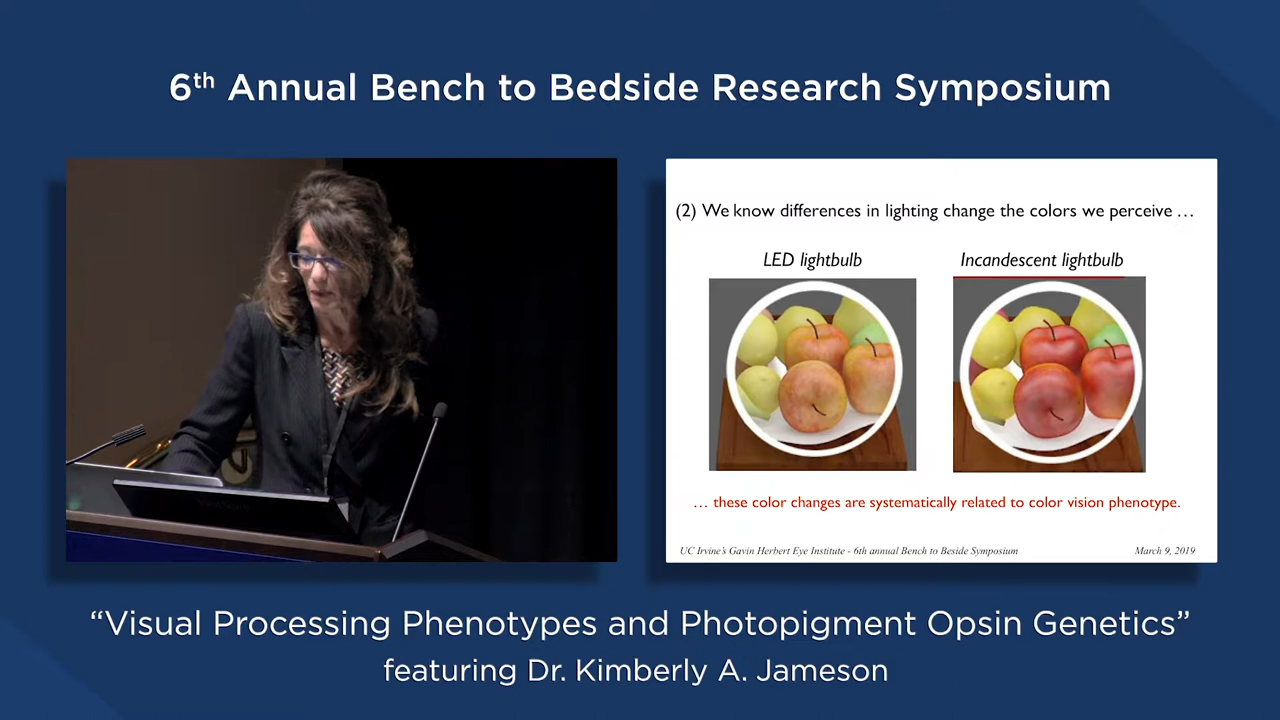 6th Annual Bench to Bedside Research Symposium
(2) We know differences in lighting change the colors we perceive …
LED lightbulb
Incandescent lightbulb
… these color changes are systematically related to color vision phenotype.
UC Irvine's Gavin Herbert Eye Institute - 6th annual Bench to Beside Symposium
March 9, 2019
“Visual Processing Phenotypes and Photopigment Opsin Genetics”
featuring Dr. Kimberly A. Jameson